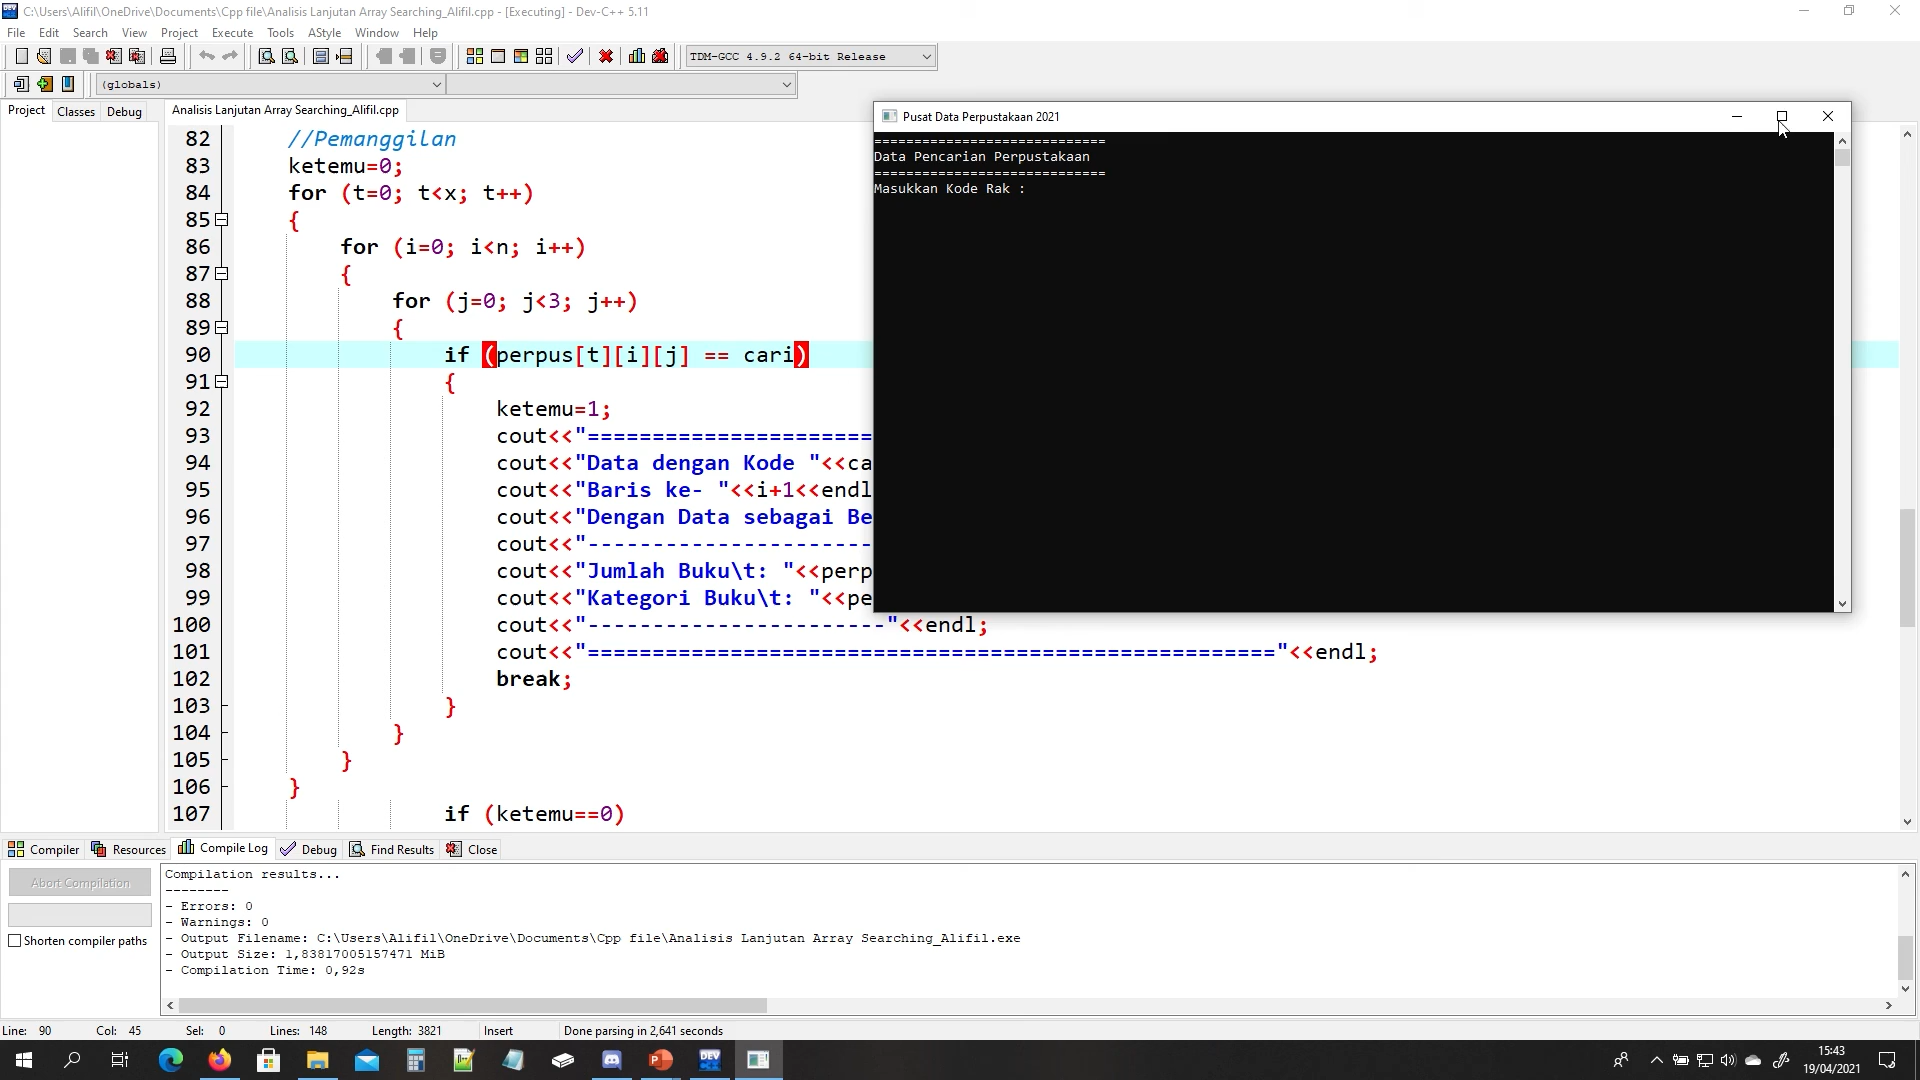 C:\Users\Alifil\OneDrive\Documents\Cpp file\Analisis Lanjutan Array Searching_Alifil.cpp - [Executing] - Dev-C++ 5.11
File Edit Search View Project Execute Tools AStyle Window Help
TDM-GCC 4.9.2 64-bit Release
(globals)
Project Classes Debug
Analisis Lanjutan Array Searching_Alifil.cpp
82 //Pemanggilan
83 ketemu=0;
84 for (t=0; t<x; t++)
85 {
86 for (i=0; i<n; i++)
87 {
88 for (j=0; j<3; j++)
89 {
90 if (perpus[t][i][j] == cari)
91 {
92 ketemu=1;
93 cout<<"======================
94 cout<<"Data dengan Kode "<<ca
95 cout<<"Baris ke- "<<i+1<<endl
96 cout<<"Dengan Data sebagai Be
97 cout<<"----------------------
98 cout<<"Jumlah Buku\t: "<<perp
99 cout<<"Kategori Buku\t: "<<pe
100 cout<<"-----------------------"<<endl;
101 cout<<"====================================================="<<endl;
102 break;
103 }
104 }
105 }
106 }
107 if (ketemu==0)
Pusat Data Perpustakaan 2021
=============================
Data Pencarian Perpustakaan
=============================
Masukkan Kode Rak :
Compiler Resources Compile Log Debug Find Results Close
Abort Compilation
Shorten compiler paths
Compilation results...
--------
- Errors: 0
- Warnings: 0
- Output Filename: C:\Users\Alifil\OneDrive\Documents\Cpp file\Analisis Lanjutan Array Searching_Alifil.exe
- Output Size: 1,83817005157471 MiB
- Compilation Time: 0,92s
Line: 90 Col: 45 Sel: 0 Lines: 148 Length: 3821 Insert Done parsing in 2,641 seconds
DEV
15:43
19/04/2021